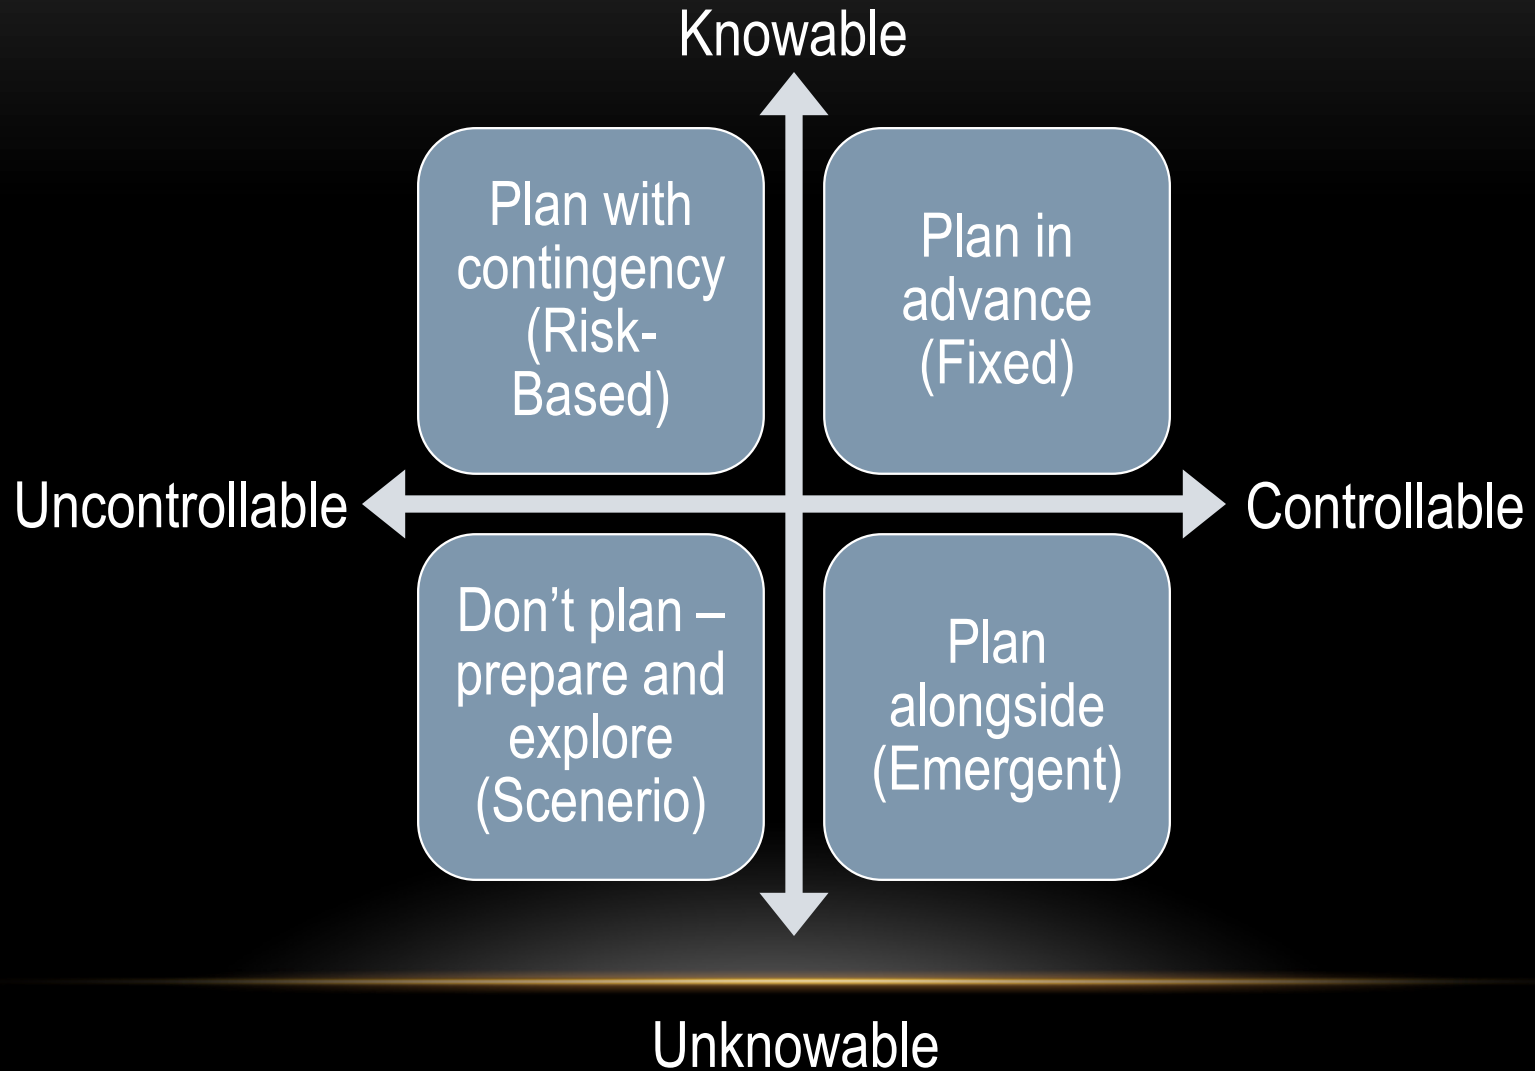 Knowable
Plan with
contingency
(Risk-
Based)
Plan in
advance
(Fixed)
Uncontrollable
Controllable
Don’t plan –
prepare and
explore
(Scenerio)
Plan
alongside
(Emergent)
Unknowable